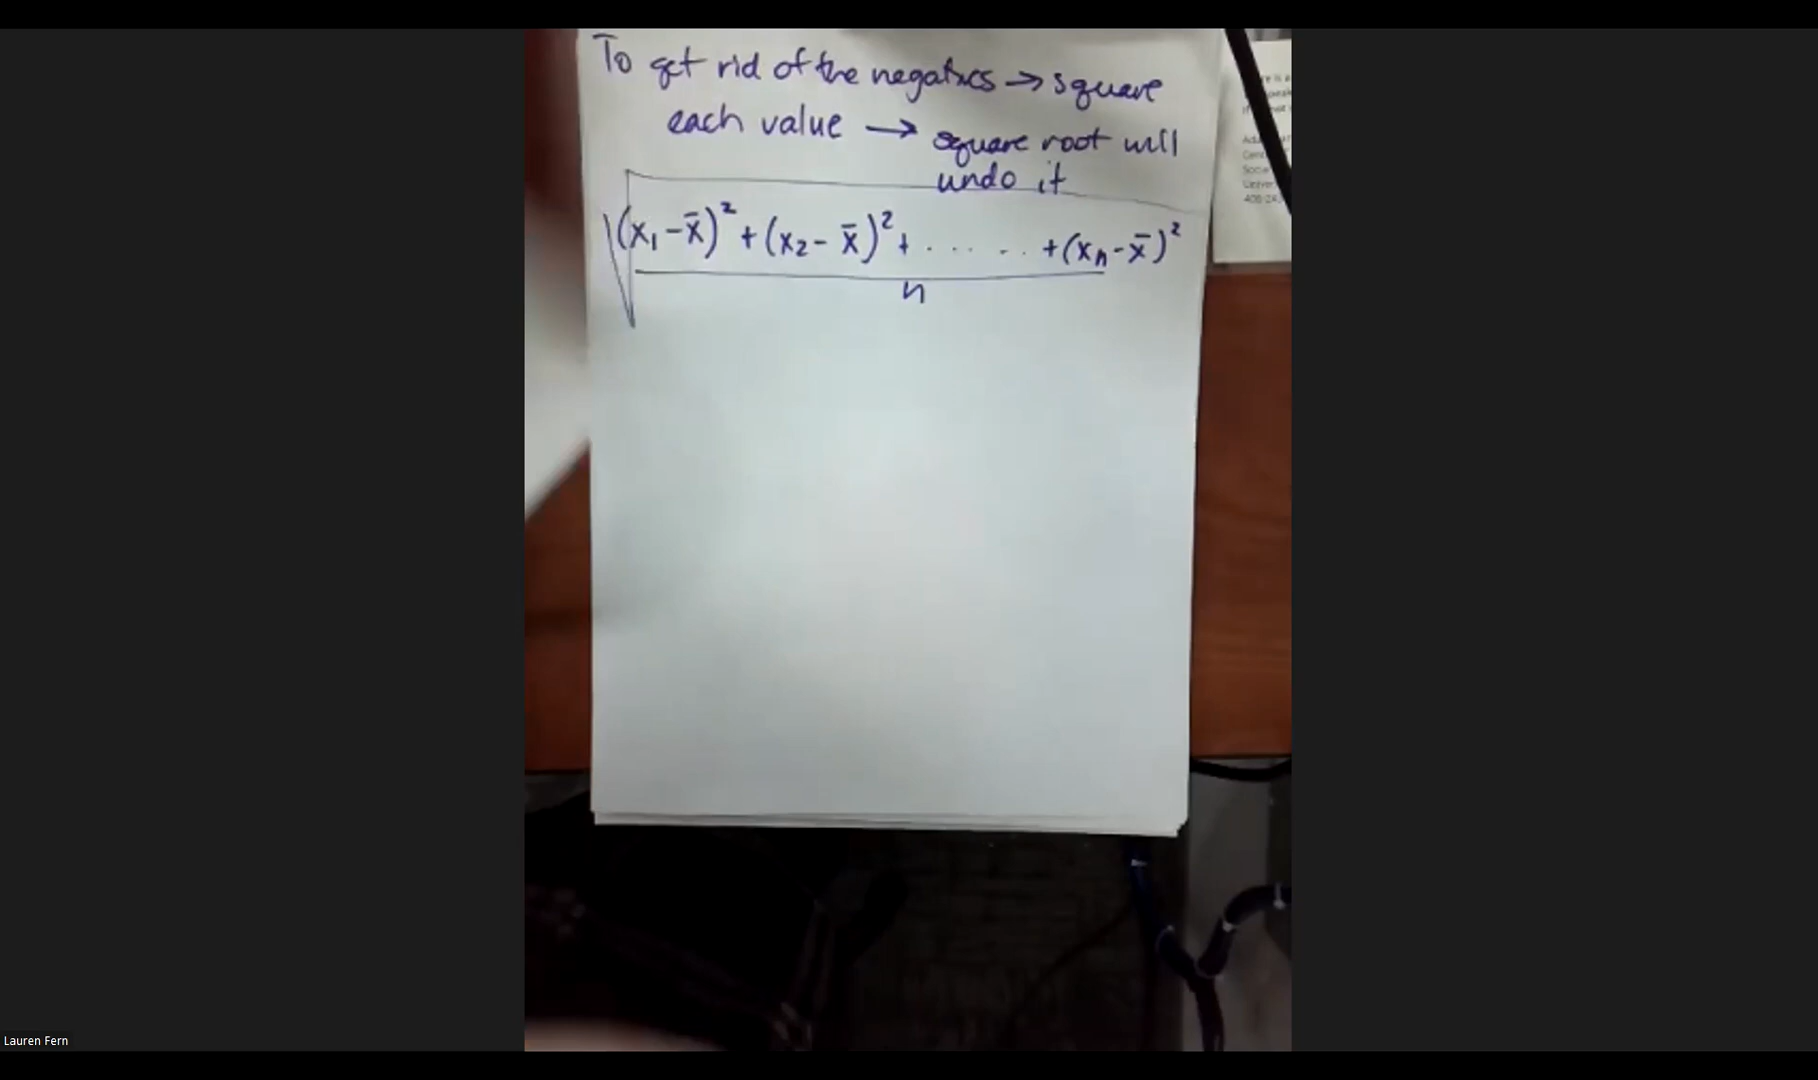 To get rid of the negatives → square
each value → square root will
undo it
√((x₁ - x̄)² + (x₂ - x̄)² + . . . . . . + (xₙ - x̄)²
n
Lauren Fern